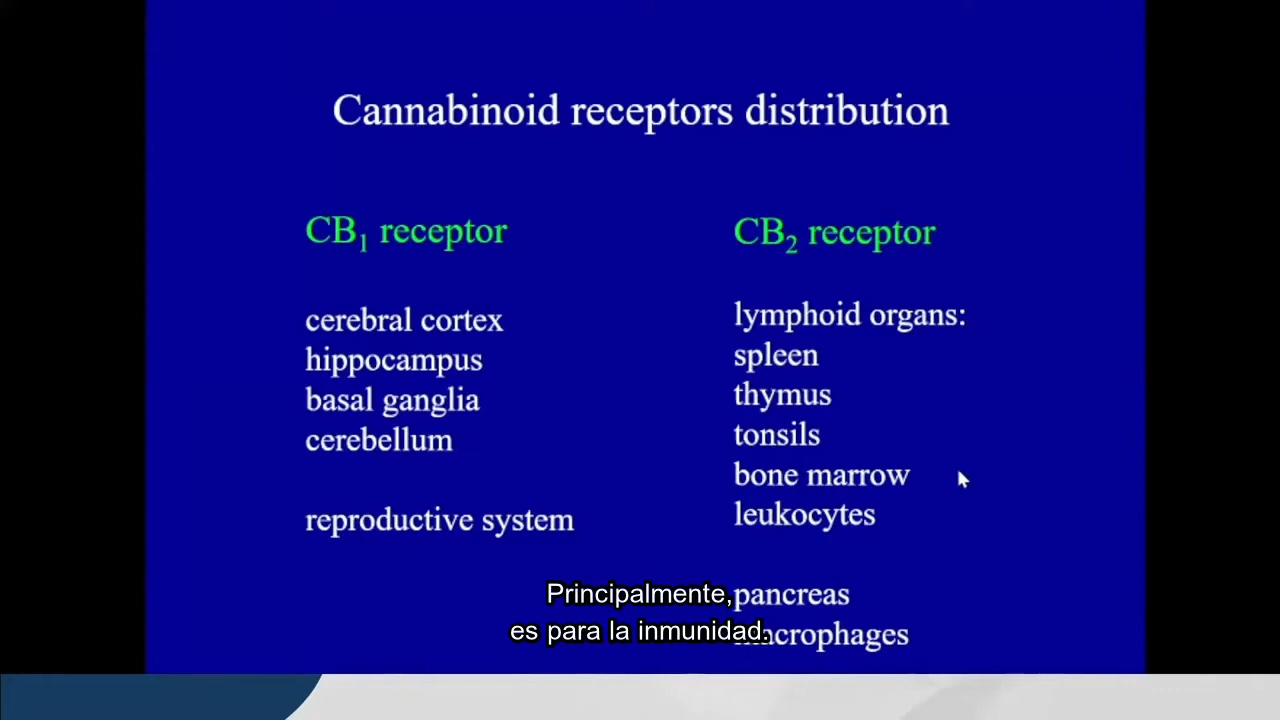 Cannabinoid receptors distribution
CB₁ receptor
cerebral cortex
hippocampus
basal ganglia
cerebellum
reproductive system
CB₂ receptor
lymphoid organs:
spleen
thymus
tonsils
bone marrow
leukocytes
pancreas
macrophages
Principalmente,
es para la inmunidad.